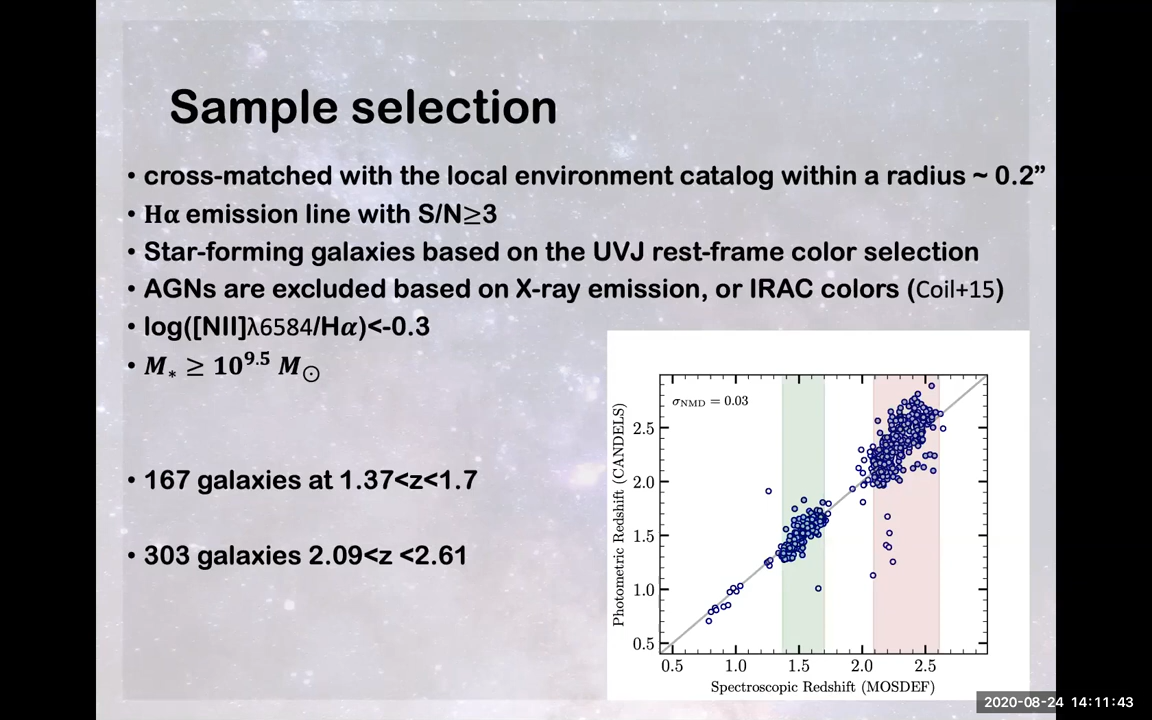 Sample selection
• cross-matched with the local environment catalog within a radius ~ 0.2”
• Hα emission line with S/N≥3
• Star-forming galaxies based on the UVJ rest-frame color selection
• AGNs are excluded based on X-ray emission, or IRAC colors (Coil+15)
• log([NII]λ6584/Hα)<-0.3
• M* ≥ 10^9.5 M⊙
• 167 galaxies at 1.37<z<1.7
• 303 galaxies 2.09<z <2.61
σNMD = 0.03
Photometric Redshift (CANDELS)
2.5
2.0
1.5
1.0
0.5
0.5 1.0 1.5 2.0 2.5
Spectroscopic Redshift (MOSDEF)
2020-08-24 14:11:43